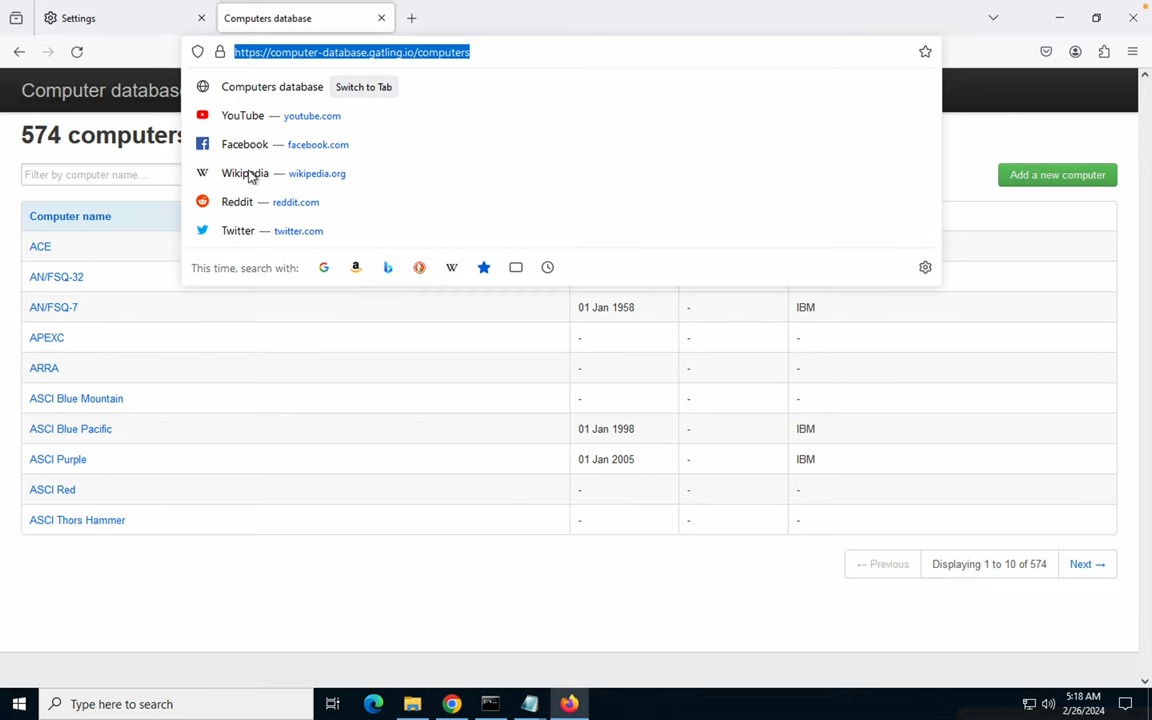 Settings
Computers database
https://computer-database.gatling.io/computers
Computers database Switch to Tab
YouTube — youtube.com
Facebook — facebook.com
Wikipedia — wikipedia.org
Reddit — reddit.com
Twitter — twitter.com
This time, search with:
Computer databas
574 computers
Filter by computer name...
Add a new computer
Computer name
ACE
AN/FSQ-32
AN/FSQ-7 01 Jan 1958 - IBM
APEXC - - -
ARRA - - -
ASCI Blue Mountain - - -
ASCI Blue Pacific 01 Jan 1998 - IBM
ASCI Purple 01 Jan 2005 - IBM
ASCI Red - - -
ASCI Thors Hammer - - -
← Previous Displaying 1 to 10 of 574 Next →
Type here to search
5:18 AM
2/26/2024